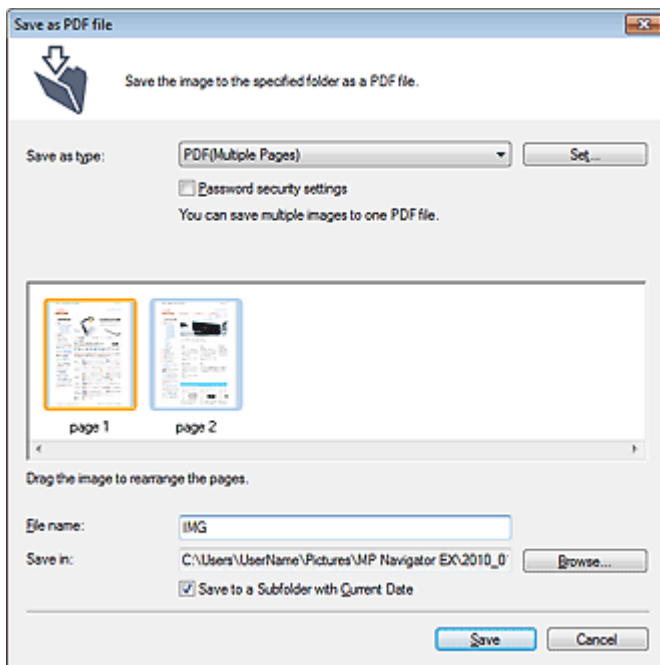 Save as PDF file
Save the image to the specified folder as a PDF file.
Save as type: PDF(Multiple Pages) Set...
Password security settings
You can save multiple images to one PDF file.
page 1 page 2
Drag the image to rearrange the pages.
File name: IMG
Save in: C:\Users\UserName\Pictures\MP Navigator EX\2010_0 Browse...
Save to a Subfolder with Current Date
Save Cancel